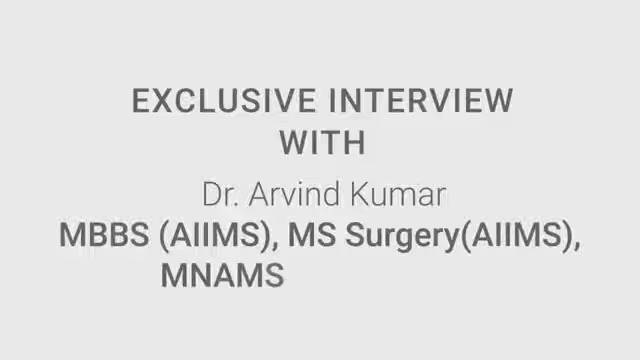 EXCLUSIVE INTERVIEW
WITH
Dr. Arvind Kumar
MBBS (AIIMS), MS Surgery(AIIMS),
MNAMS